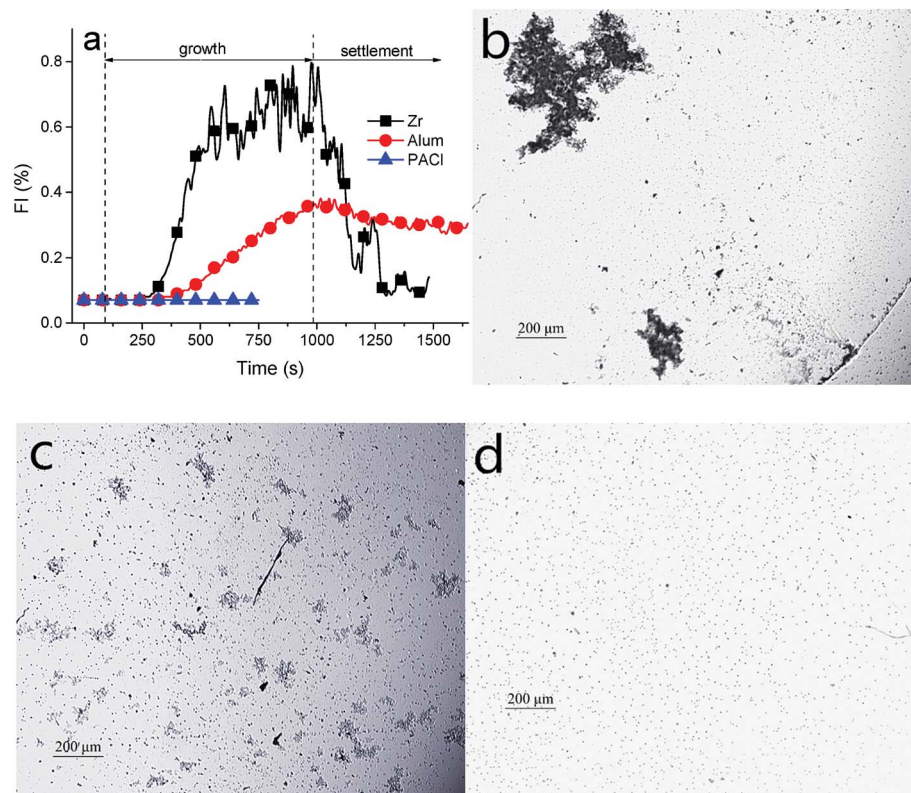 a
growth
settlement
0.8
0.6
0.4
0.2
0.0
FI (%)
Zr
Alum
PACl
0
250
500
750
1000
1250
1500
Time (s)
b
200 μm
c
200 μm
d
200 μm